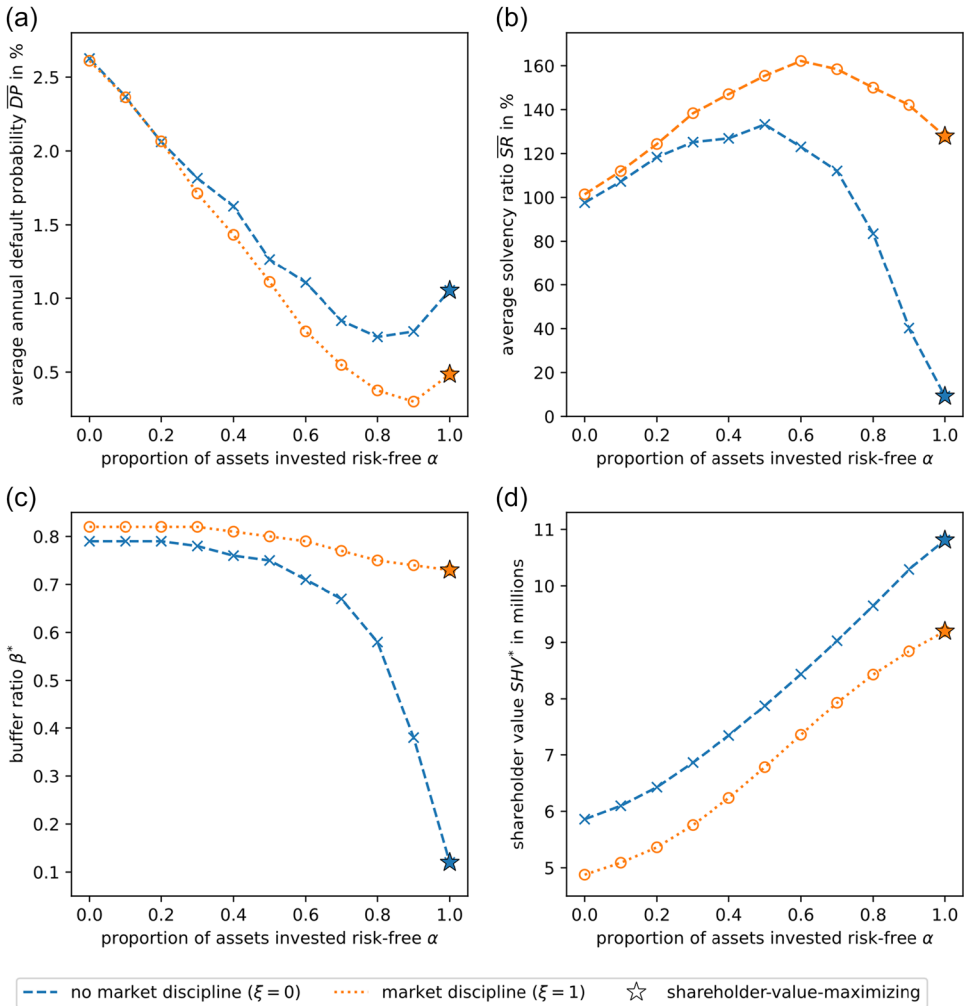 (a)
average annual default probability DP in %
2.5
2.0
1.5
1.0
0.5
0.0 0.2 0.4 0.6 0.8 1.0
proportion of assets invested risk-free α
(b)
average solvency ratio SR in %
160
140
120
100
80
60
40
20
0
0.0 0.2 0.4 0.6 0.8 1.0
proportion of assets invested risk-free α
(c)
buffer ratio β*
0.8
0.7
0.6
0.5
0.4
0.3
0.2
0.1
0.0 0.2 0.4 0.6 0.8 1.0
proportion of assets invested risk-free α
(d)
shareholder value SHV* in millions
11
10
9
8
7
6
5
0.0 0.2 0.4 0.6 0.8 1.0
proportion of assets invested risk-free α
no market discipline (ξ = 0) market discipline (ξ = 1) shareholder-value-maximizing